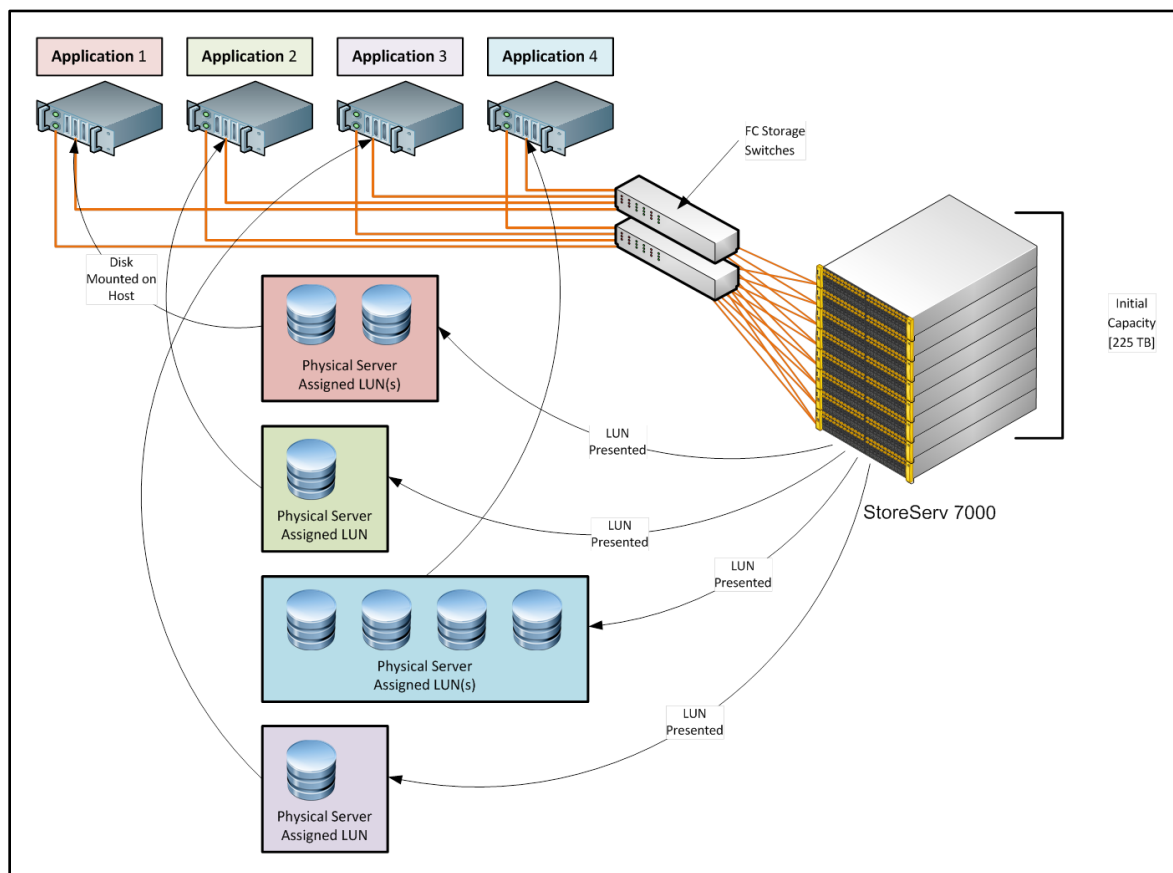 Application 1
Application 2
Application 3
Application 4
FC Storage
Switches
Disk
Mounted on
Host
Initial
Capacity
[225 TB]
Physical Server
Assigned LUN(s)
LUN
Presented
StoreServ 7000
Physical Server
Assigned LUN
LUN
Presented
LUN
Presented
Physical Server
Assigned LUN(s)
LUN
Presented
Physical Server
Assigned LUN